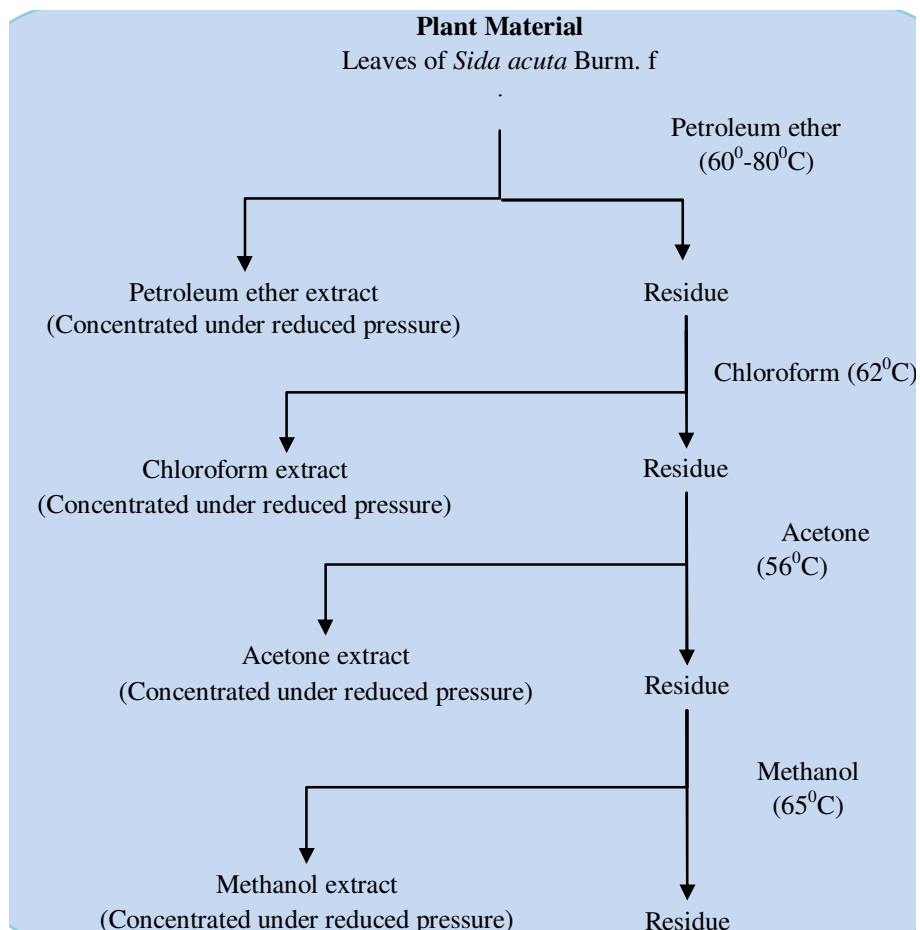 Plant Material
Leaves of Sida acuta Burm. f
.
Petroleum ether
(60⁰-80⁰C)
Petroleum ether extract
(Concentrated under reduced pressure)
Residue
Chloroform (62⁰C)
Chloroform extract
(Concentrated under reduced pressure)
Residue
Acetone
(56⁰C)
Acetone extract
(Concentrated under reduced pressure)
Residue
Methanol
(65⁰C)
Methanol extract
(Concentrated under reduced pressure)
Residue